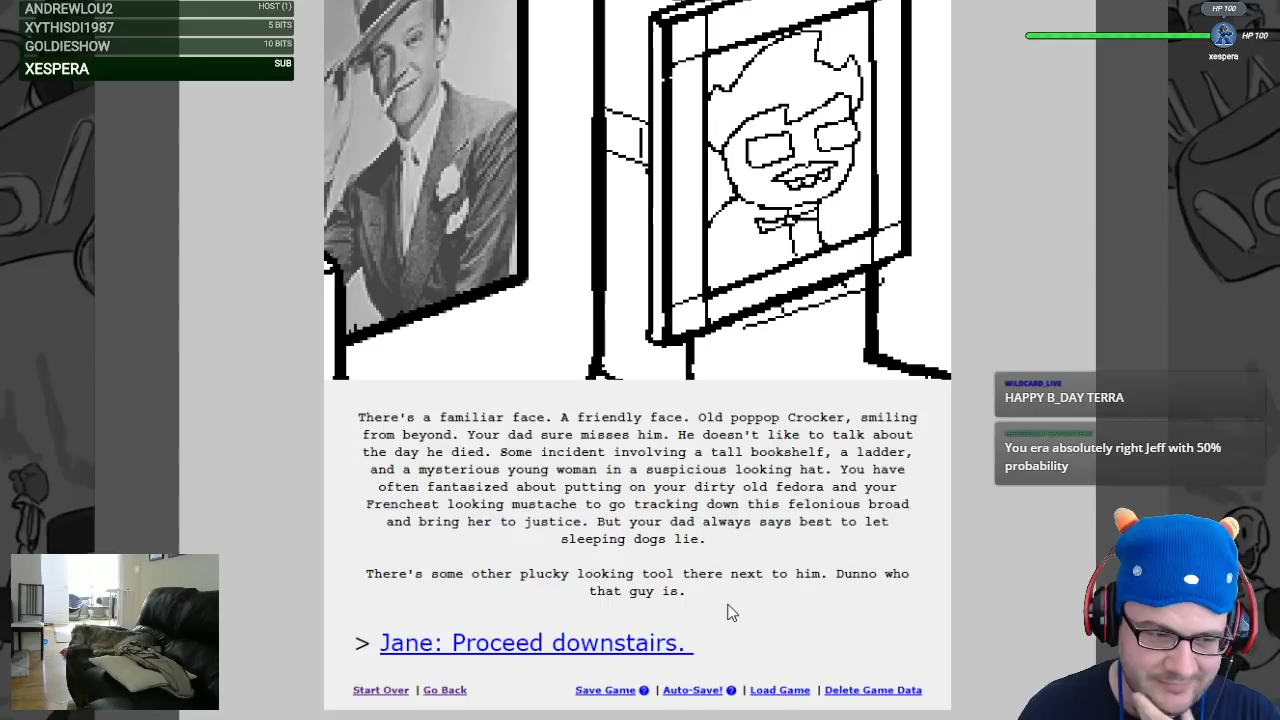 ANDREWLOU2 HOST (1)
XYTHISDI1987 5 BITS
GOLDIESHOW 10 BITS
XESPERA SUB
HP 100
HP 100
xespera
WILDCARD_LIVE
HAPPY B_DAY TERRA
You era absolutely right Jeff with 50%
probability
There's a familiar face. A friendly face. Old poppop Crocker, smiling
from beyond. Your dad sure misses him. He doesn't like to talk about
the day he died. Some incident involving a tall bookshelf, a ladder,
and a mysterious young woman in a suspicious looking hat. You have
often fantasized about putting on your dirty old fedora and your
Frenchest looking mustache to go tracking down this felonious broad
and bring her to justice. But your dad always says best to let
sleeping dogs lie.
There's some other plucky looking tool there next to him. Dunno who
that guy is.
> Jane: Proceed downstairs.
Start Over | Go Back Save Game ? | Auto-Save! ? | Load Game | Delete Game Data